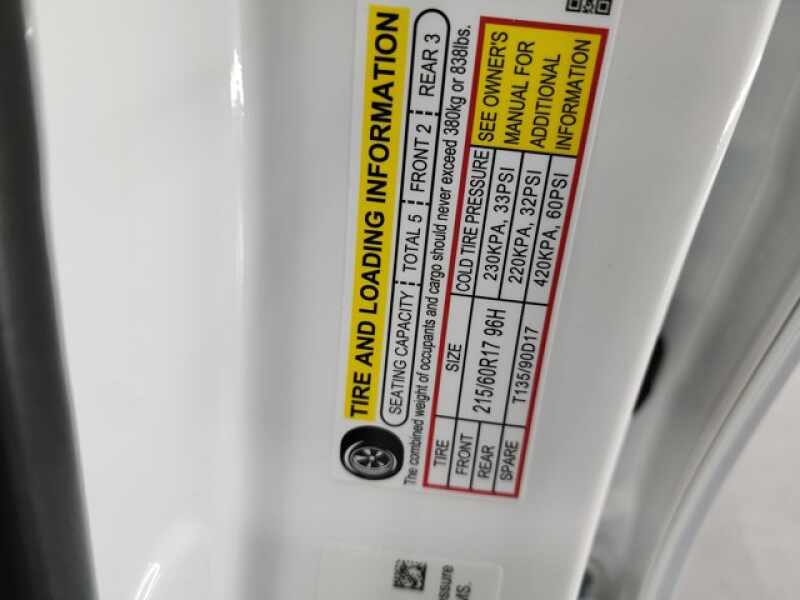 TIRE AND LOADING INFORMATION
SEATING CAPACITY TOTAL 5 FRONT 2 REAR 3
The combined weight of occupants and cargo should never exceed 380kg or 838lbs.
TIRE SIZE COLD TIRE PRESSURE
FRONT 215/60R17 96H 230KPA, 33PSI
REAR 220KPA, 32PSI
SPARE T135/90D17 420KPA, 60PSI
SEE OWNER'S
MANUAL FOR
ADDITIONAL
INFORMATION
essure
MS.